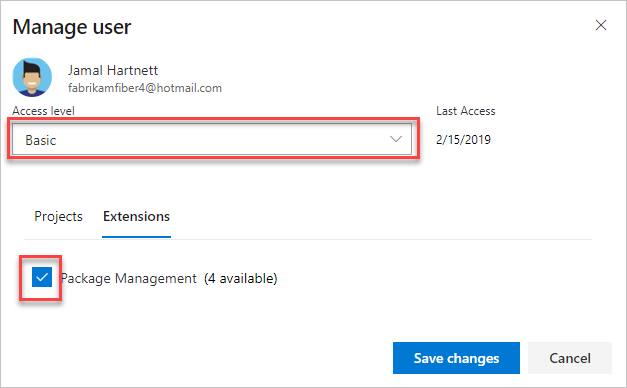 Manage user
Jamal Hartnett
fabrikamfiber4@hotmail.com
Access level
Last Access
Basic
2/15/2019
Projects
Extensions
Package Management (4 available)
Save changes
Cancel